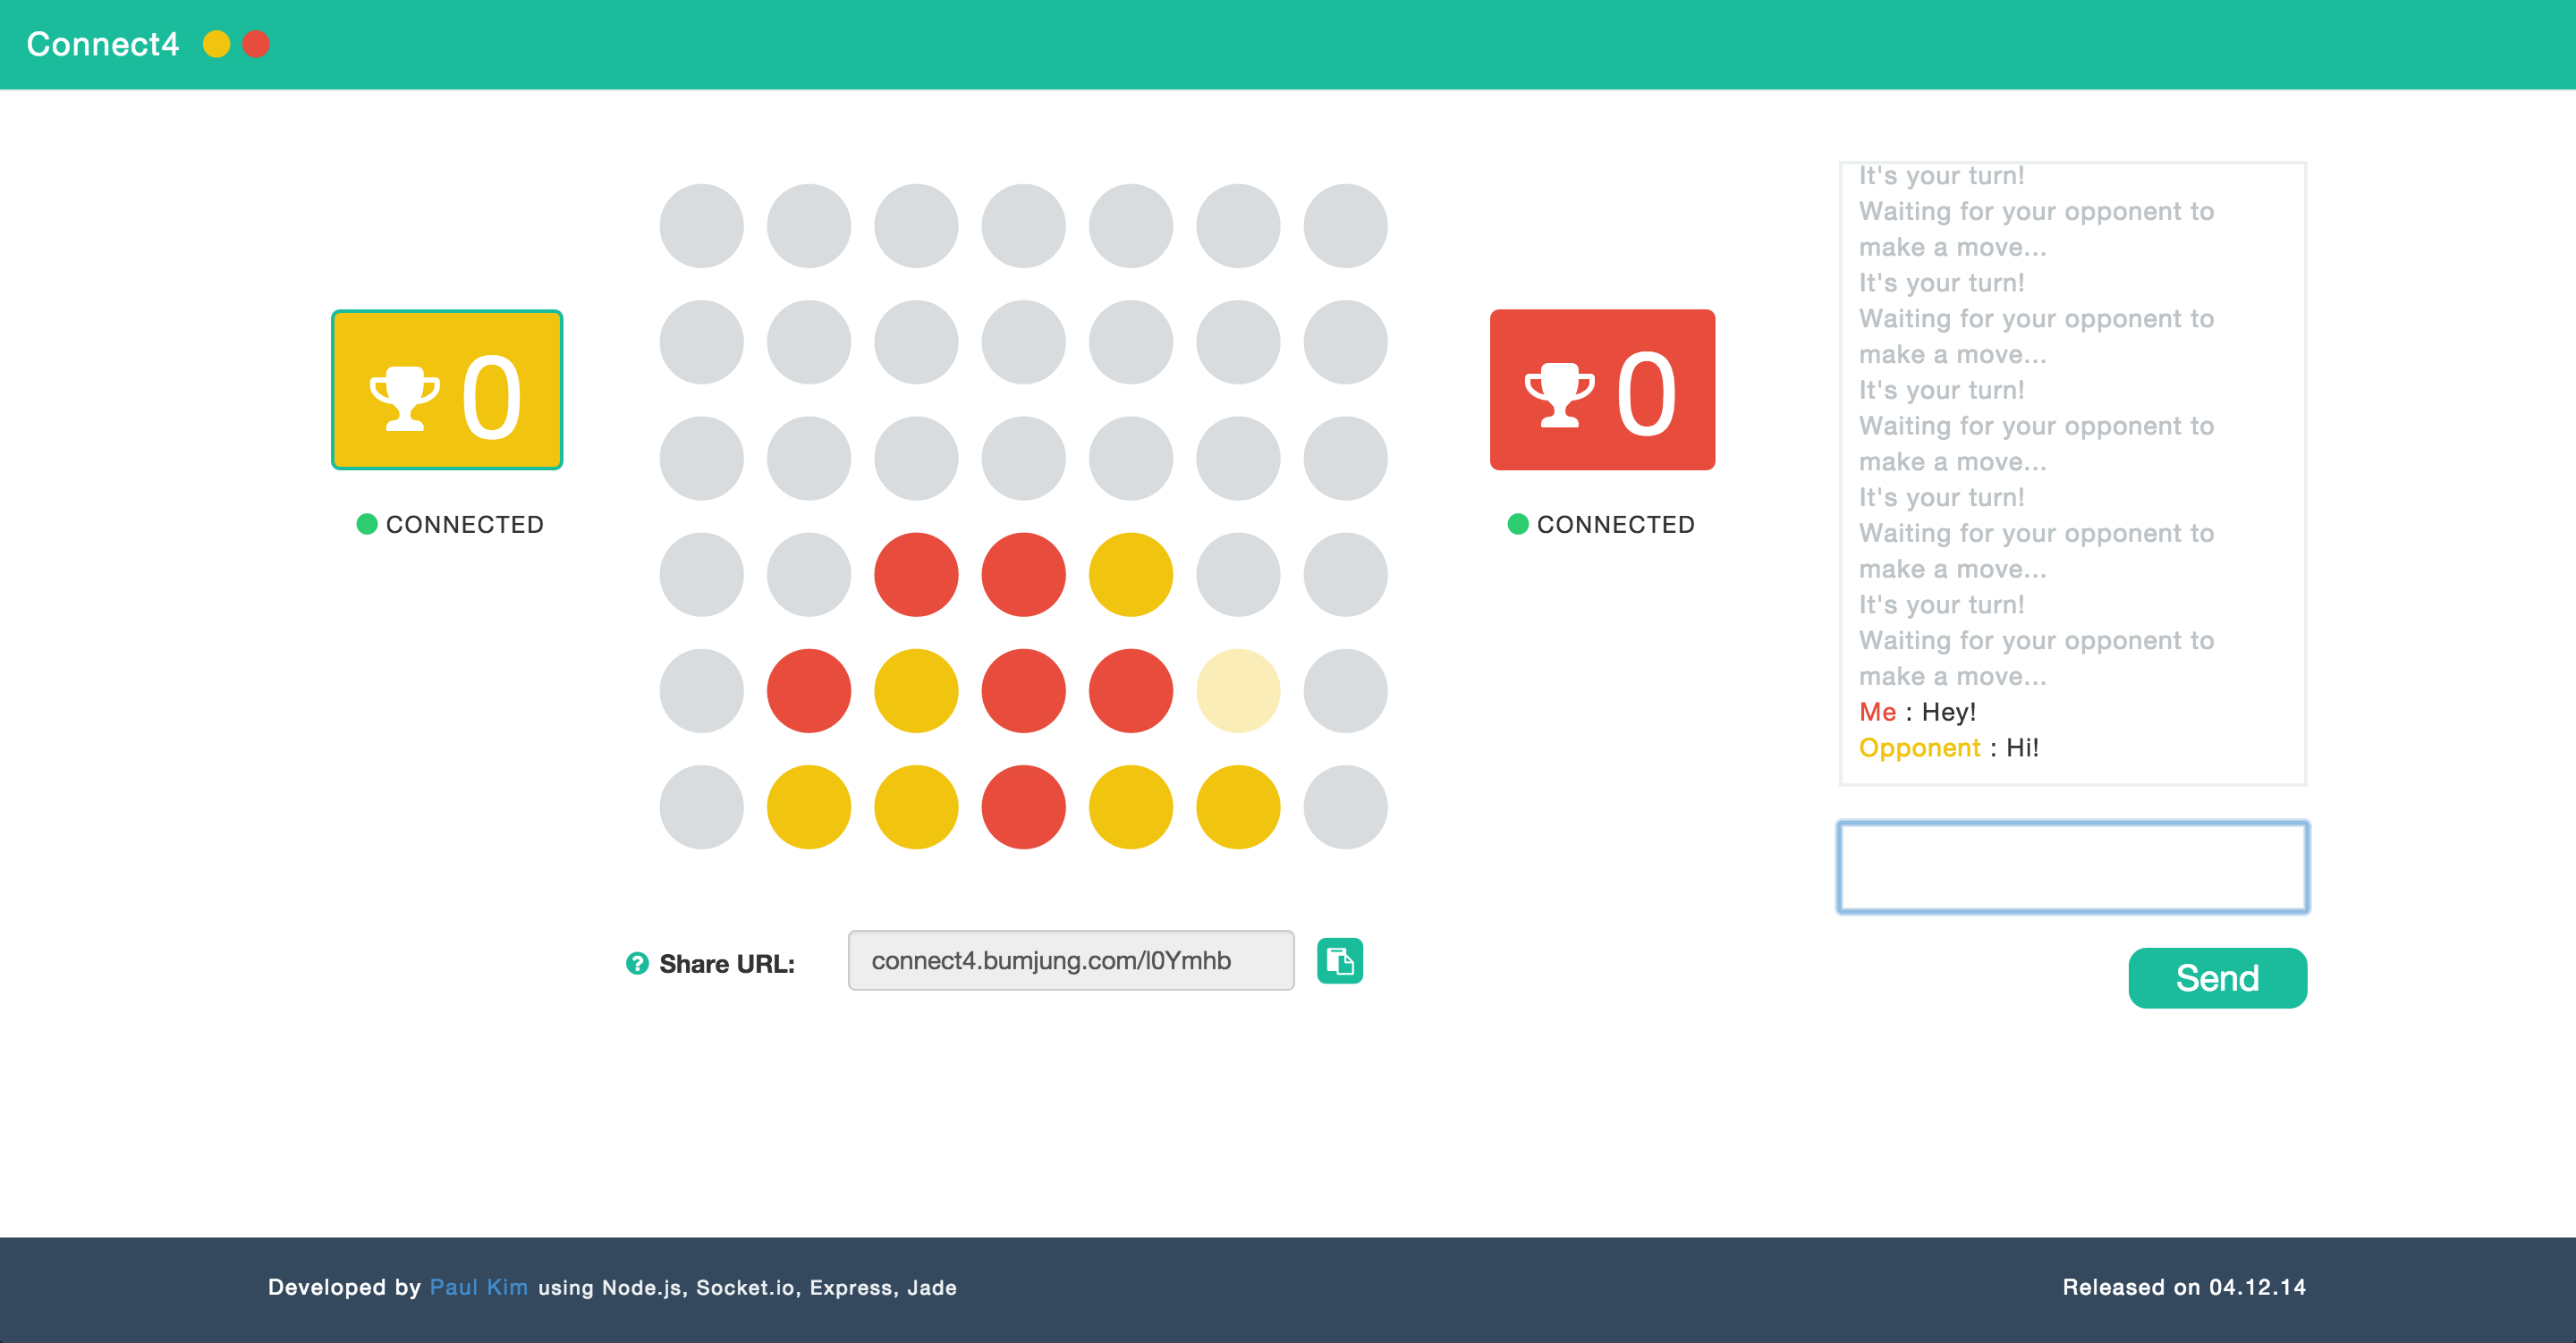 Connect4
0
CONNECTED
0
CONNECTED
It's your turn!
Waiting for your opponent to
make a move...
It's your turn!
Waiting for your opponent to
make a move...
It's your turn!
Waiting for your opponent to
make a move...
It's your turn!
Waiting for your opponent to
make a move...
It's your turn!
Waiting for your opponent to
make a move...
Me : Hey!
Opponent : Hi!
? Share URL:
connect4.bumjung.com/l0Ymhb
Send
Developed by Paul Kim using Node.js, Socket.io, Express, Jade
Released on 04.12.14